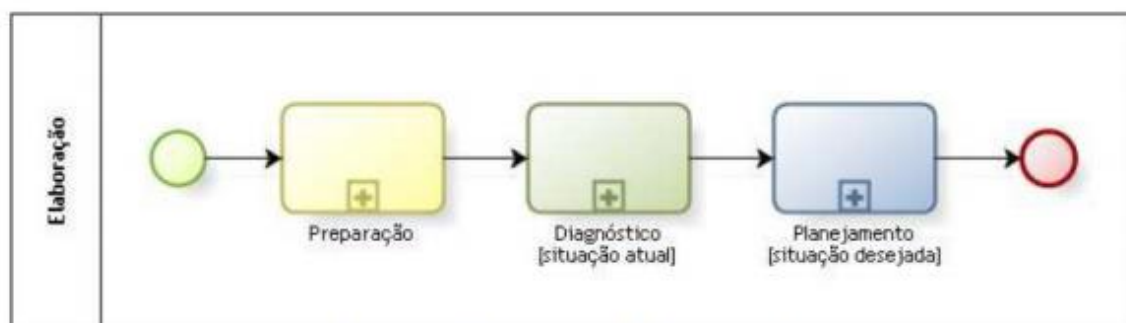 Elaboração
Preparação
Diagnóstico
[situação atual]
Planejamento
[situação desejada]